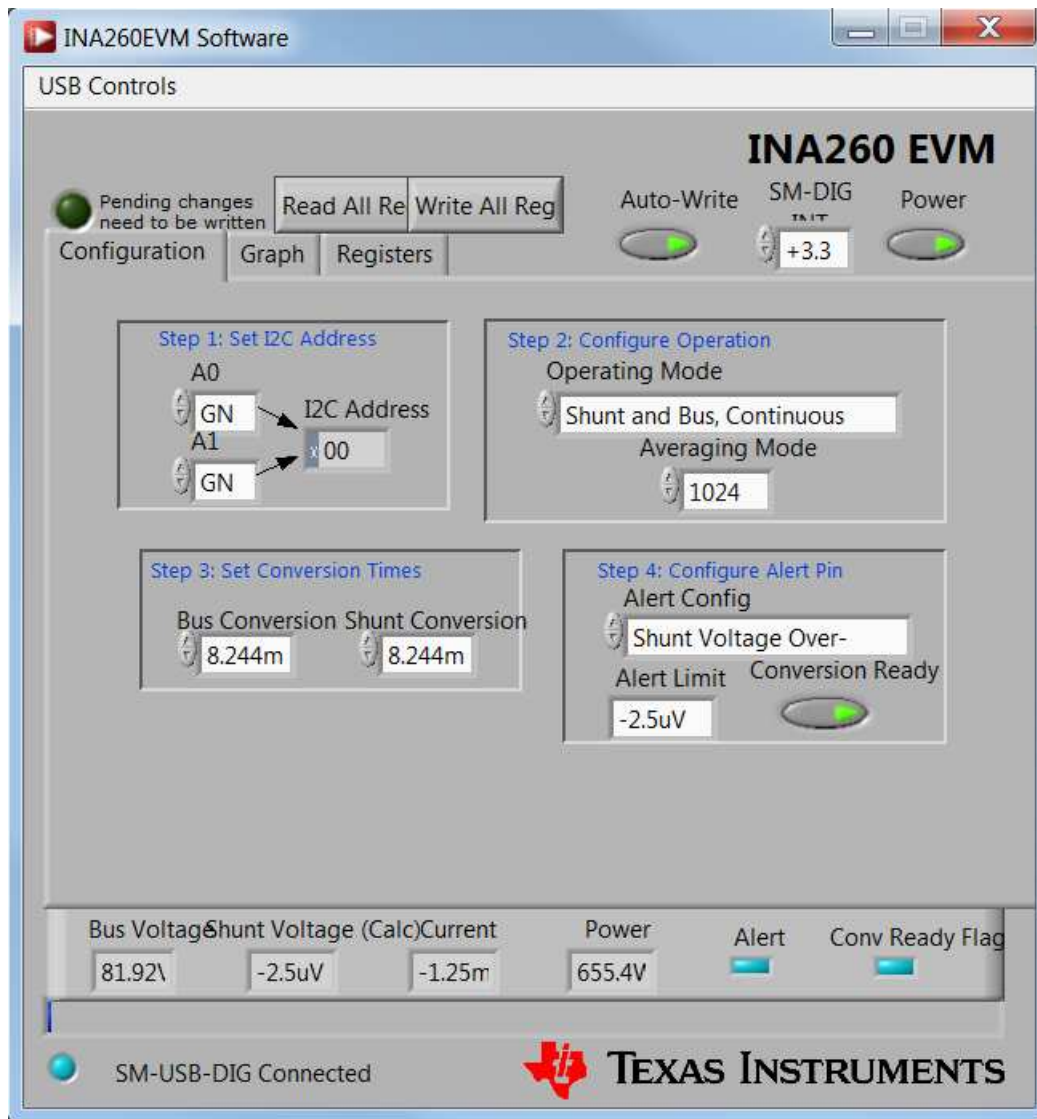 INA260EVM Software
USB Controls
INA260 EVM
Pending changes
need to be written
Read All Re
Write All Reg
Auto-Write
SM-DIG
INT
+3.3
Power
Configuration
Graph
Registers
Step 1: Set I2C Address
A0
GN
I2C Address
x 00
A1
GN
Step 2: Configure Operation
Operating Mode
Shunt and Bus, Continuous
Averaging Mode
1024
Step 3: Set Conversion Times
Bus Conversion
Shunt Conversion
8.244m
8.244m
Step 4: Configure Alert Pin
Alert Config
Shunt Voltage Over-
Alert Limit
Conversion Ready
-2.5uV
Bus Voltage
Shunt Voltage (Calc)
Current
Power
Alert
Conv Ready Flag
81.92
-2.5uV
-1.25m
655.4
SM-USB-DIG Connected
TEXAS INSTRUMENTS